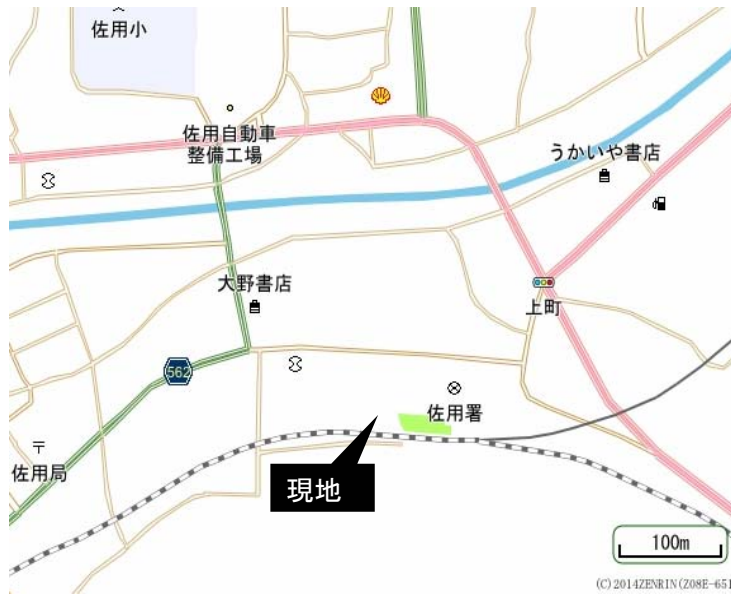 佐用小
佐用自動車
整備工場
うかいや書店
大野書店
上町
562
佐用署
佐用局
現地
100m
(C)2014ZENRIN(Z08E-651